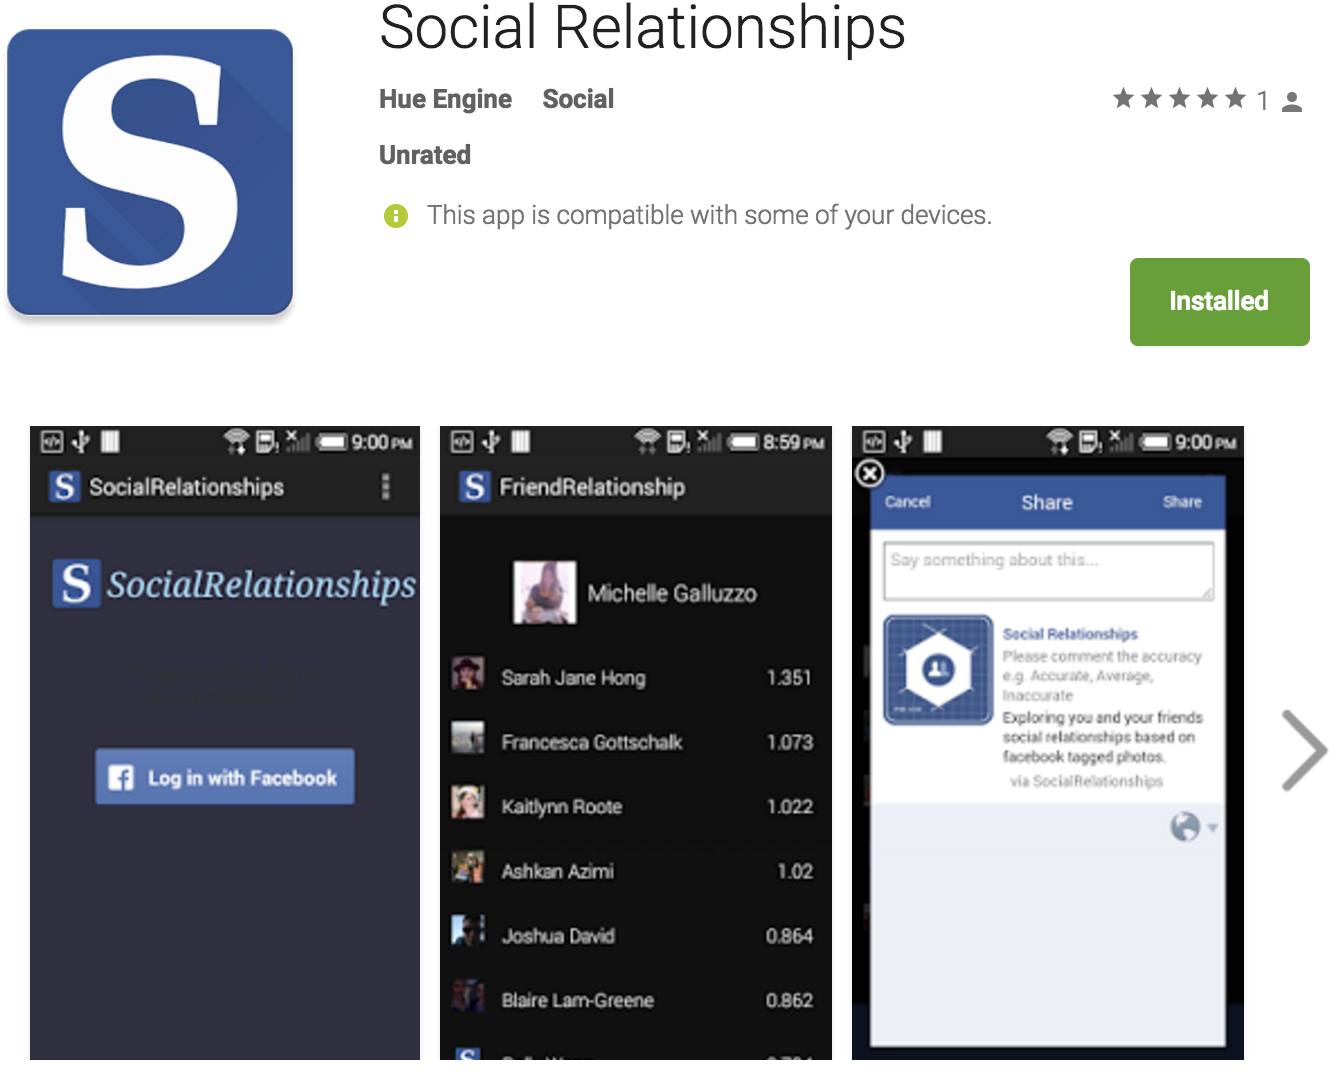 Social Relationships
Hue Engine Social
1
Unrated
This app is compatible with some of your devices.
Installed
S
9:00 PM
S SocialRelationships
S SocialRelationships
Log in with Facebook
8:59 PM
S FriendRelationship
Michelle Galluzzo
Sarah Jane Hong 1.351
Francesca Gottschalk 1.073
Kaitlynn Roote 1.022
Ashkan Azimi 1.02
Joshua David 0.864
Blaire Lam-Greene 0.862
S
9:00 PM
Cancel Share Share
Say something about this...
Social Relationships
Please comment the accuracy
e.g. Accurate, Average,
Inaccurate
Exploring you and your friends
social relationships based on
facebook tagged photos.
via SocialRelationships